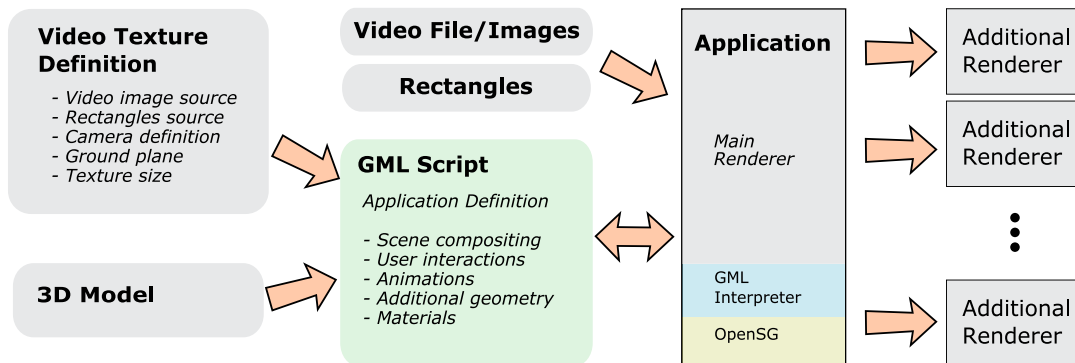 Video Texture
Definition
- Video image source
- Rectangles source
- Camera definition
- Ground plane
- Texture size
3D Model
Video File/Images
Rectangles
GML Script
Application Definition
- Scene compositing
- User interactions
- Animations
- Additional geometry
- Materials
Application
Main
Renderer
GML
Interpreter
OpenSG
Additional
Renderer
Additional
Renderer
Additional
Renderer